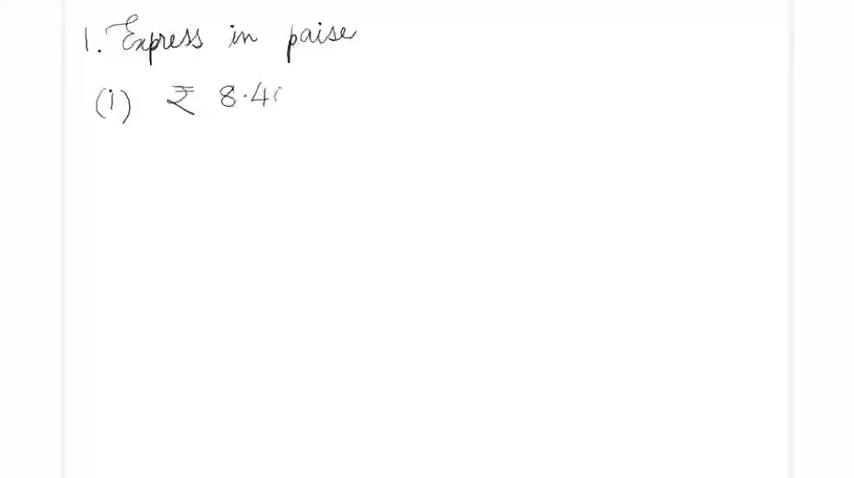 1. Express in paise
(i) ₹ 8.4